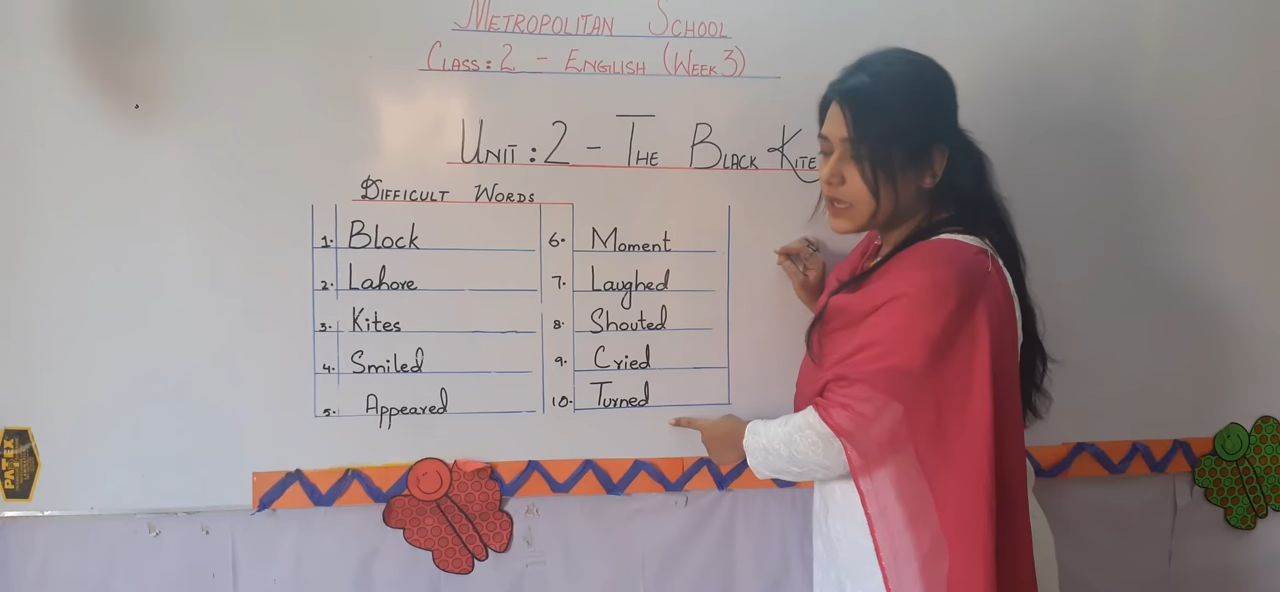 METROPOLITAN SCHOOL
CLASS: 2 - ENGLISH (WEEK 3)
UNIT: 2 - THE BLACK KITE
DIFFICULT WORDS
1. Block
2. Lahore
3. Kites
4. Smiled
5. Appeared
6. Moment
7. Laughed
8. Shouted
9. Cried
10. Turned
PATEX